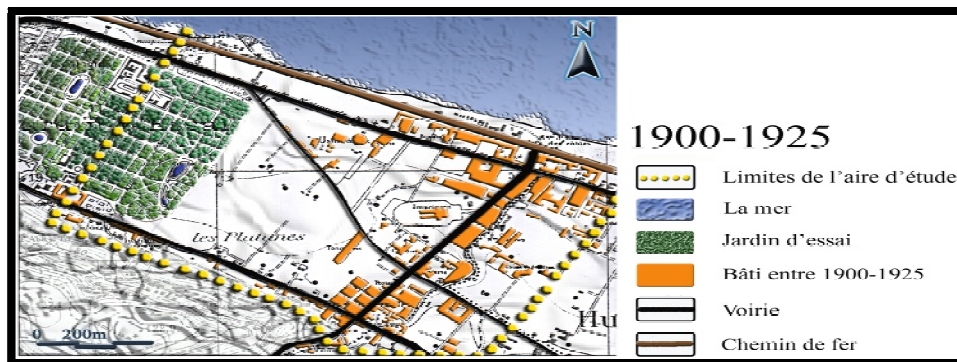 N
les Platanes
Hu
0 200m
1900-1925
Limites de l’aire d’étude
La mer
Jardin d’essai
Bâti entre 1900-1925
Voirie
Chemin de fer